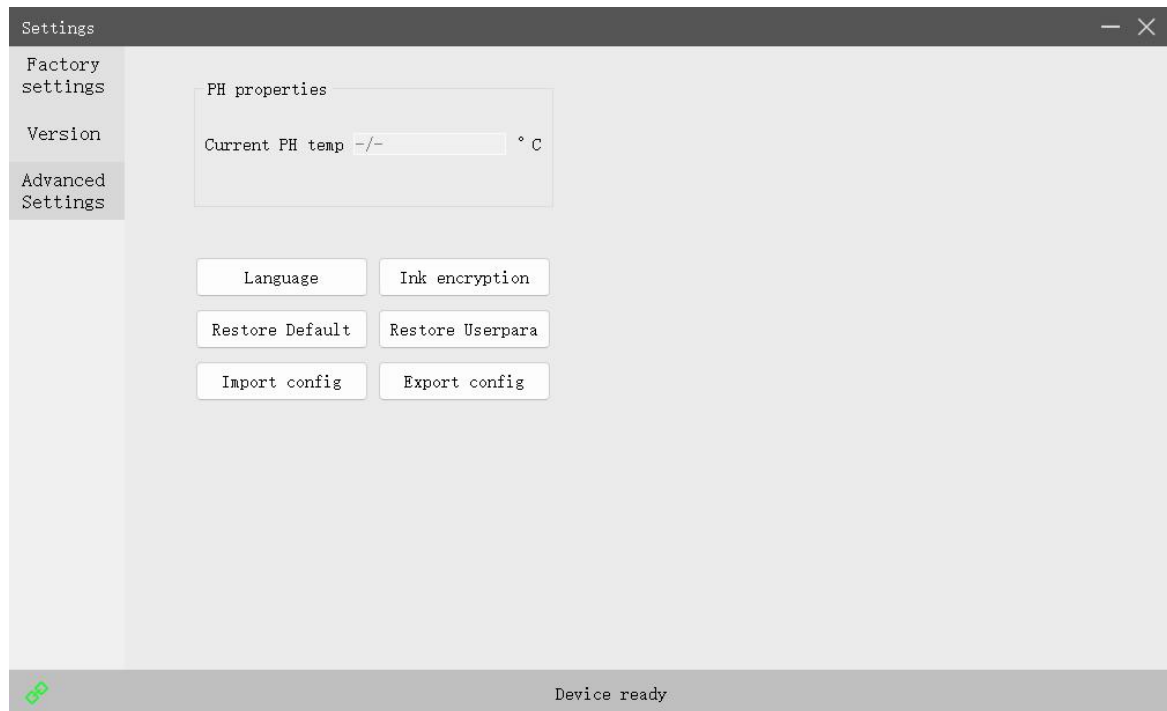 Settings
Factory
settings
Version
Advanced
Settings
PH properties
Current PH temp -/- °C
Language Ink encryption
Restore Default Restore Userpara
Import config Export config
Device ready